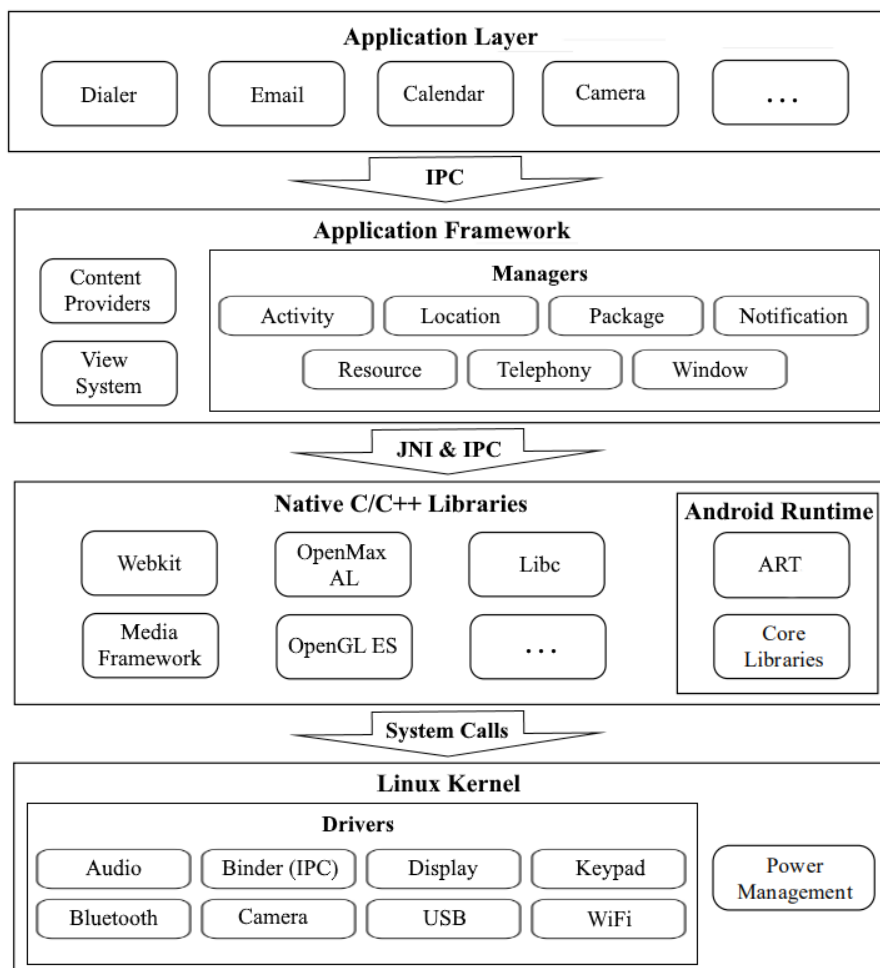 Application Layer
Dialer
Email
Calendar
Camera
...
IPC
Application Framework
Content
Providers
View
System
Managers
Activity
Location
Package
Notification
Resource
Telephony
Window
JNI & IPC
Native C/C++ Libraries
Webkit
OpenMax
AL
Libc
Media
Framework
OpenGL ES
...
Android Runtime
ART
Core
Libraries
System Calls
Linux Kernel
Drivers
Audio
Binder (IPC)
Display
Keypad
Bluetooth
Camera
USB
WiFi
Power
Management